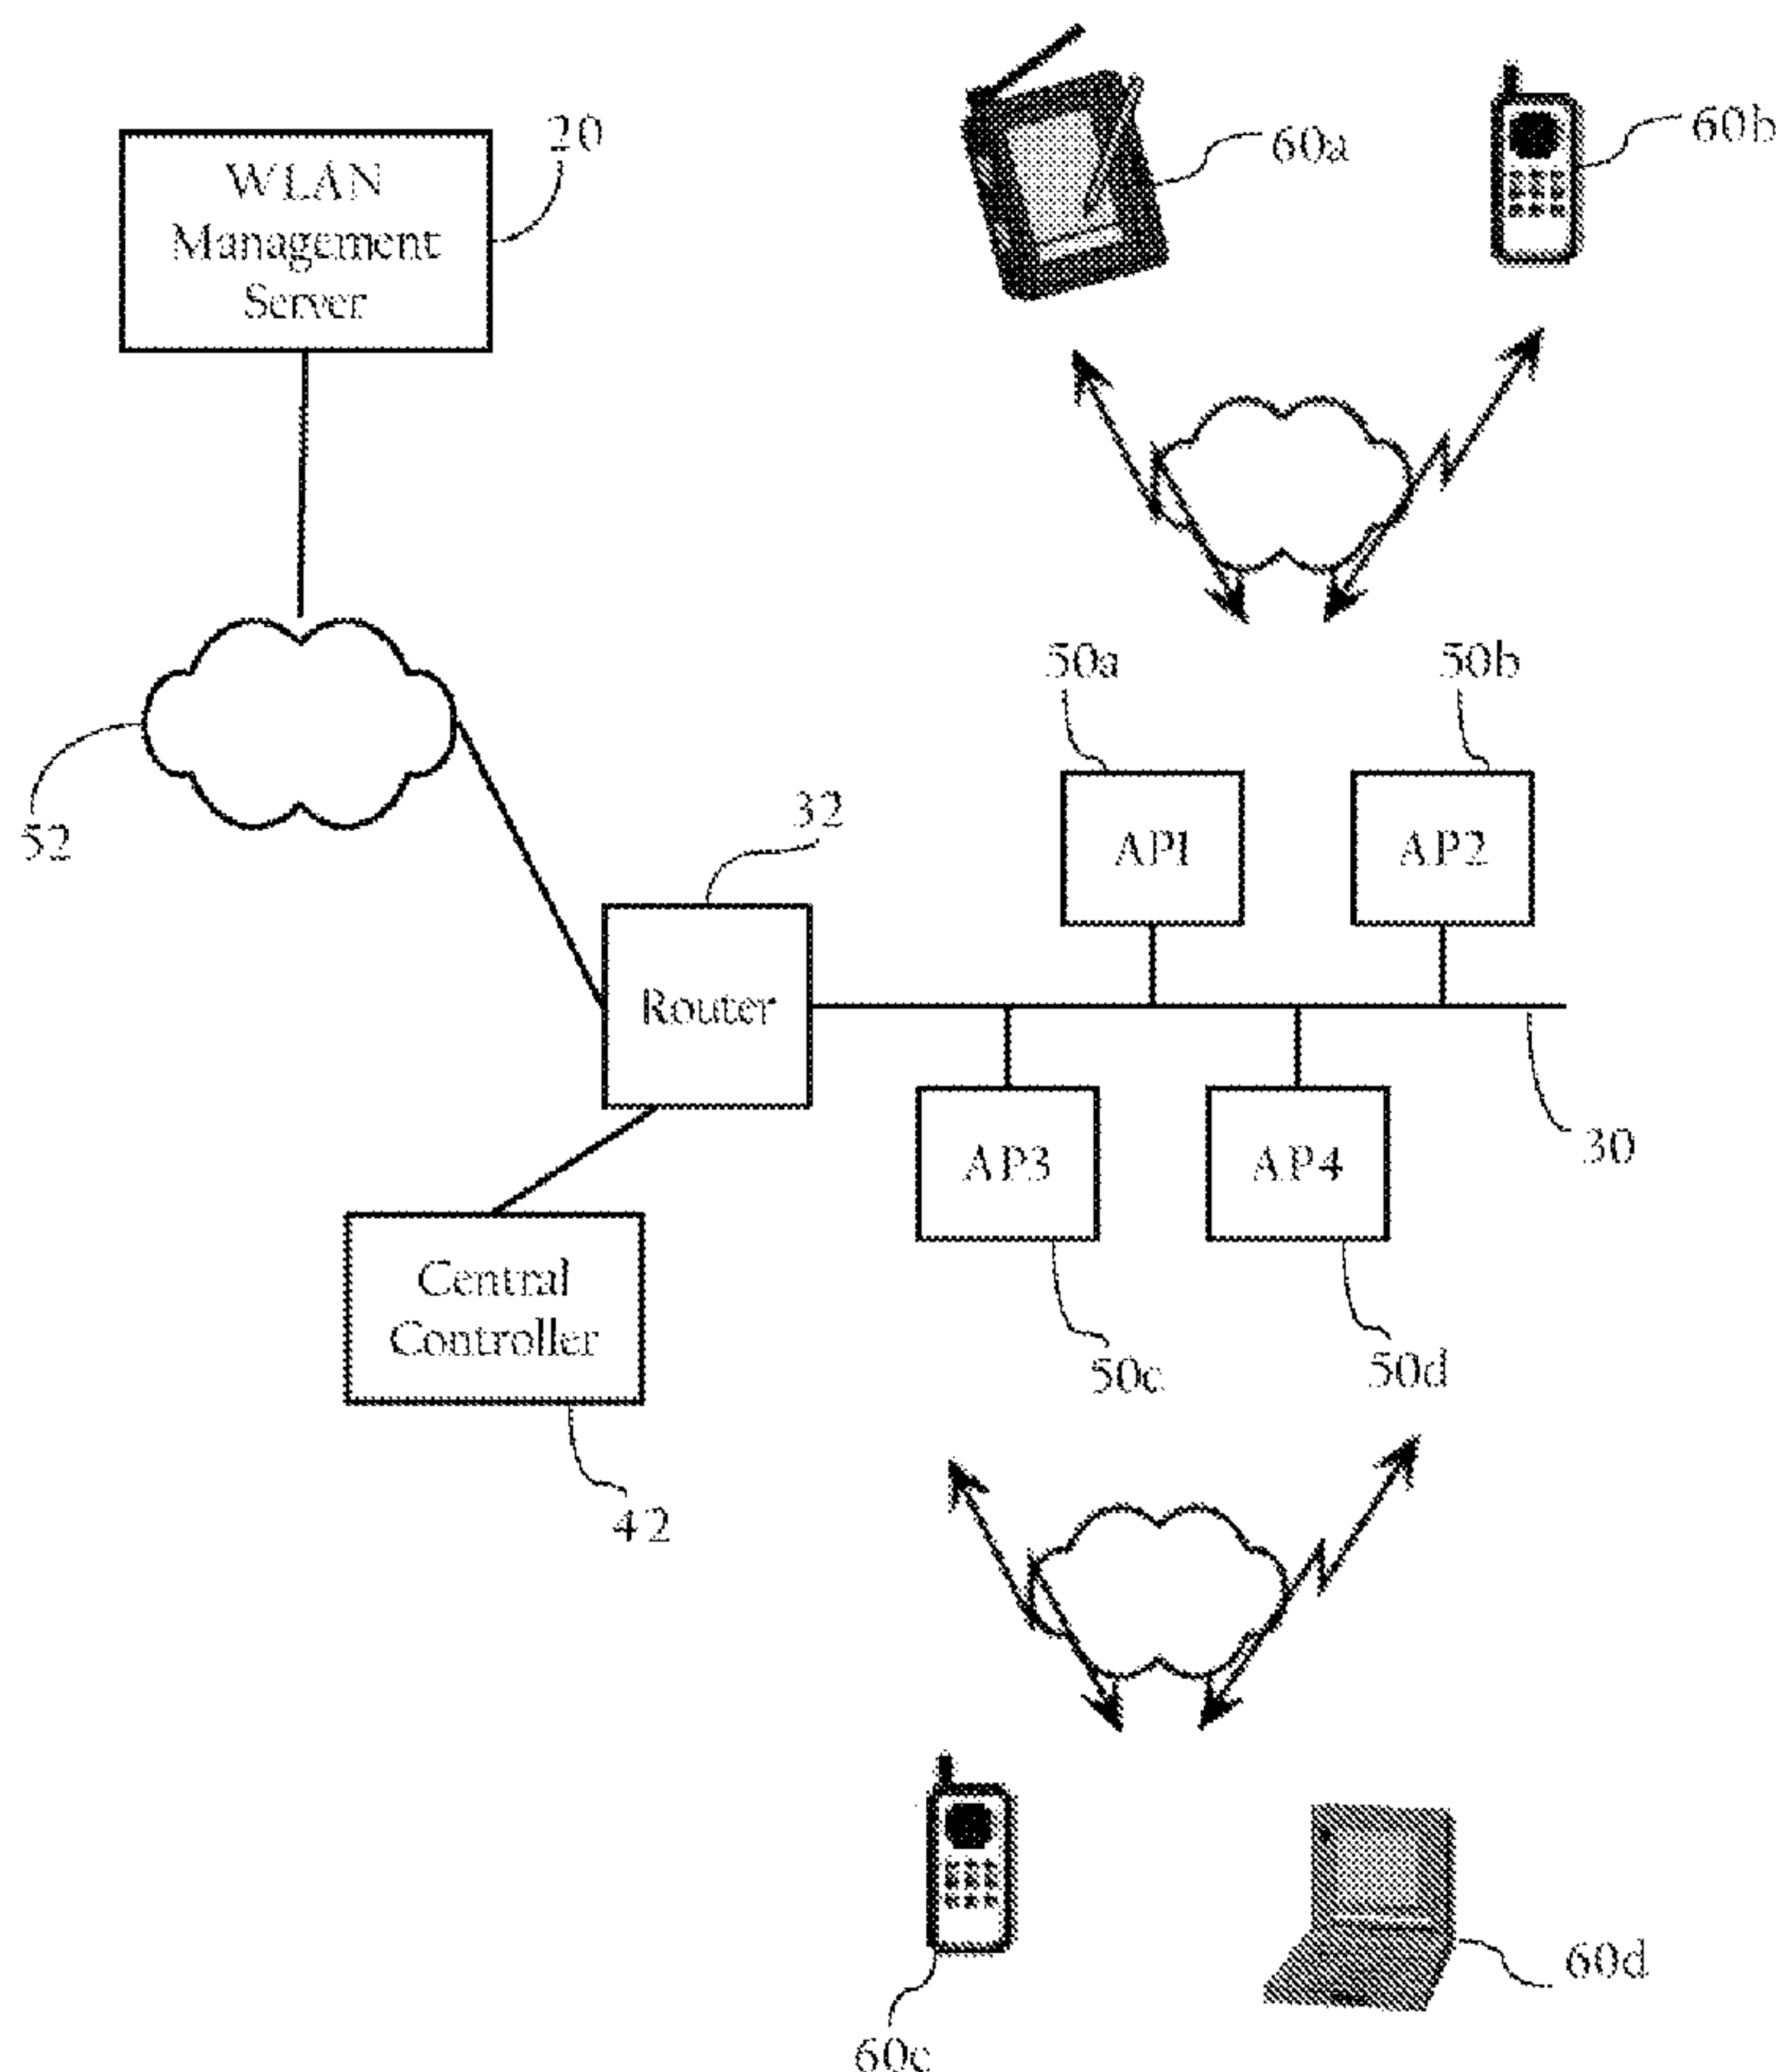 20
WLAN
Management
Server
60a
60b
52
32
50a
50b
AP1
AP2
Router
30
AP3
AP4
Central
Controller
50c
50d
42
60c
60d